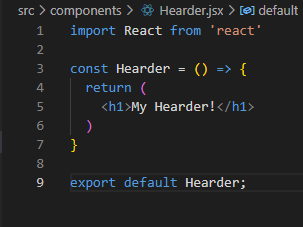 src > components > Hearder.jsx > default
1 import React from 'react'
2
3 const Hearder = () => {
4 return (
5 <h1>My Hearder!</h1>
6 )
7 }
8
9 export default Hearder;